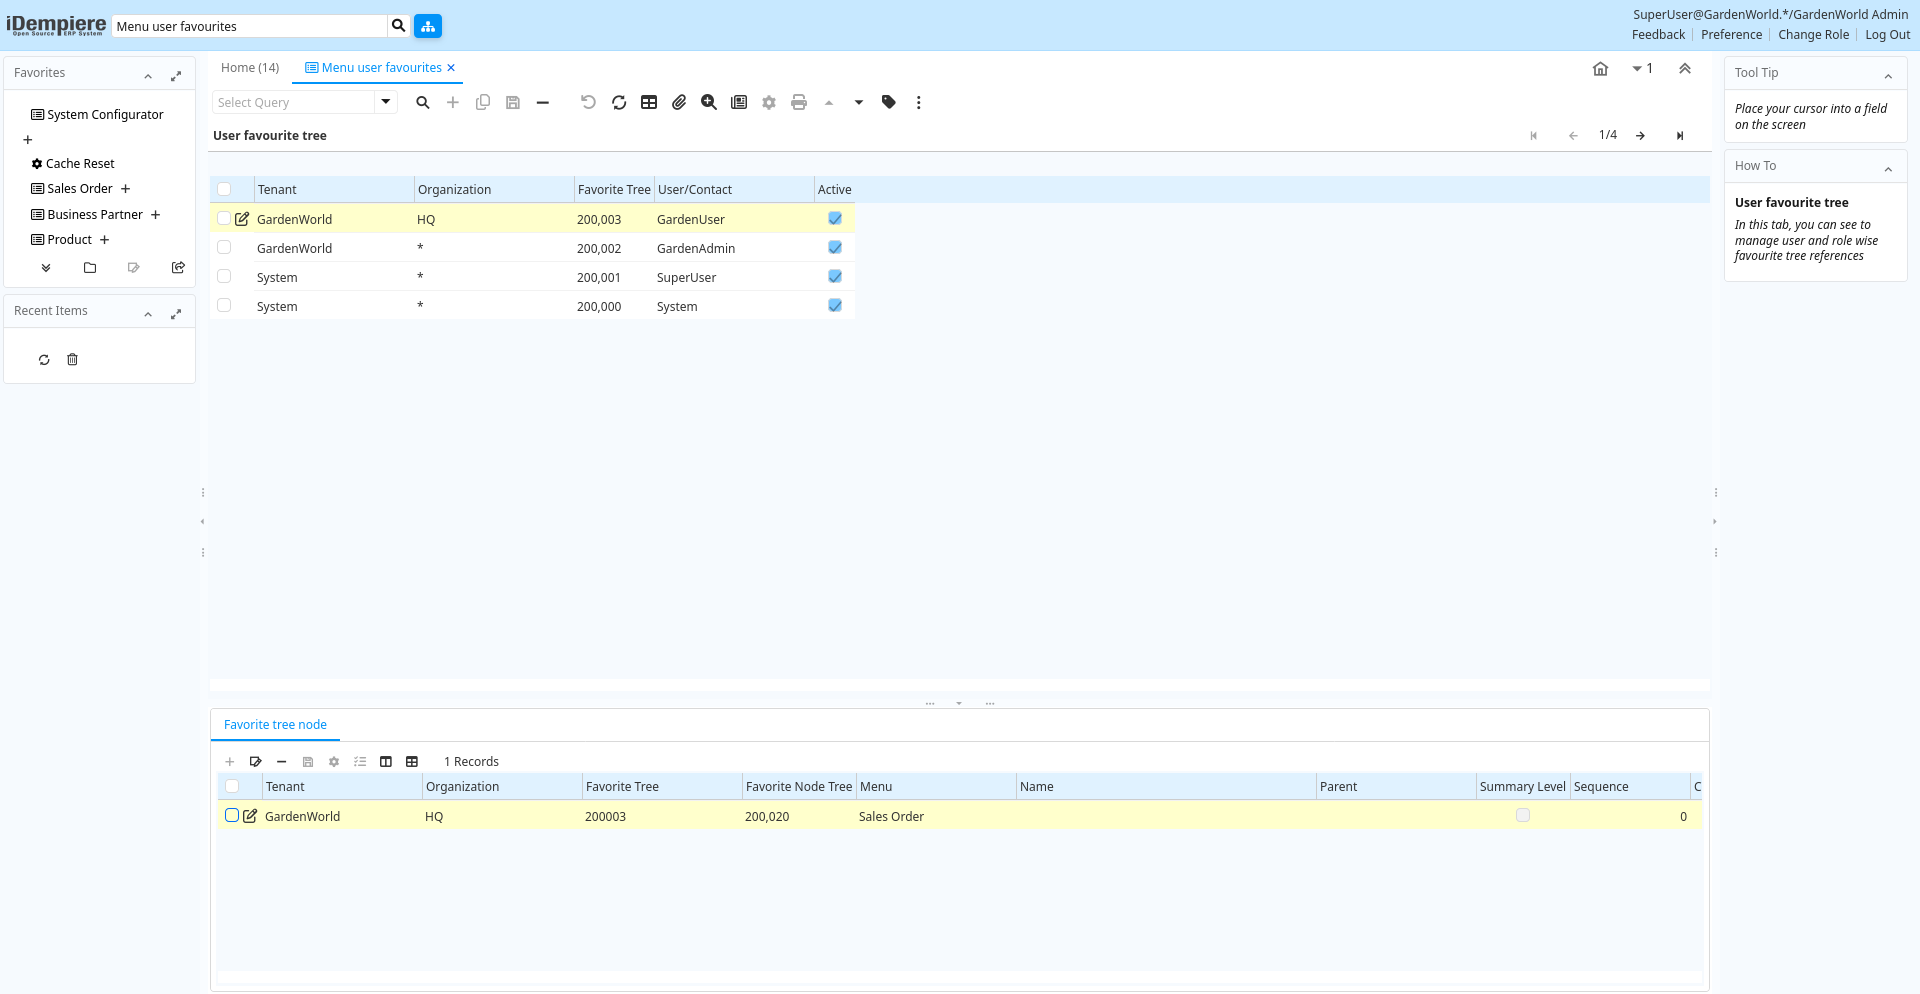 iDempiere
Open Source ERP System
Menu user favourites
SuperUser@GardenWorld.*/GardenWorld Admin
Feedback Preference Change Role Log Out
Favorites
System Configurator
Cache Reset
Sales Order
Business Partner
Product
Recent Items
Home (14)
Menu user favourites
1
Select Query
User favourite tree
1/4
Tenant Organization Favorite Tree User/Contact Active
GardenWorld HQ 200,003 GardenUser
GardenWorld * 200,002 GardenAdmin
System * 200,001 SuperUser
System * 200,000 System
Favorite tree node
1 Records
Tenant Organization Favorite Tree Favorite Node Tree Menu Name Parent Summary Level Sequence C
GardenWorld HQ 200003 200,020 Sales Order 0
Tool Tip
Place your cursor into a field
on the screen
How To
User favourite tree
In this tab, you can see to
manage user and role wise
favourite tree references